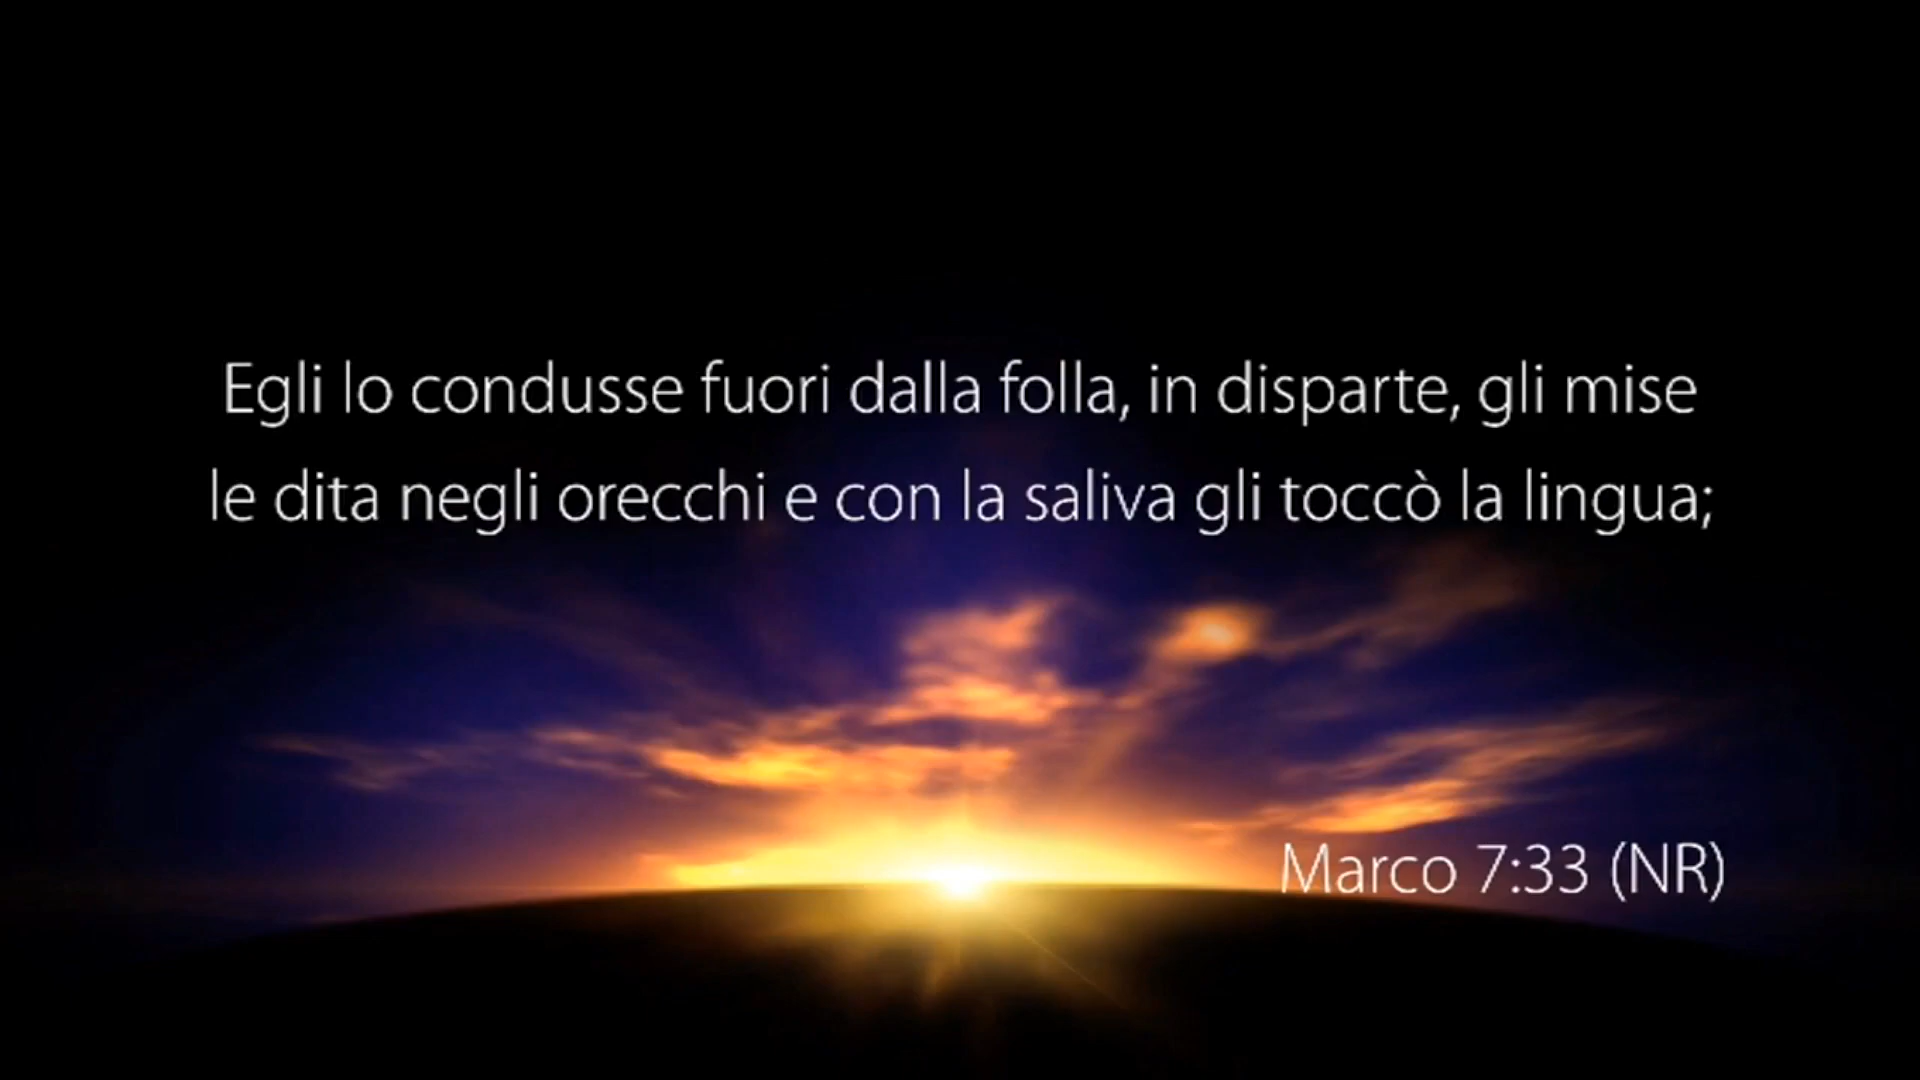 Egli lo condusse fuori dalla folla, in disparte, gli mise
le dita negli orecchi e con la saliva gli toccò la lingua;
Marco 7:33 (NR)